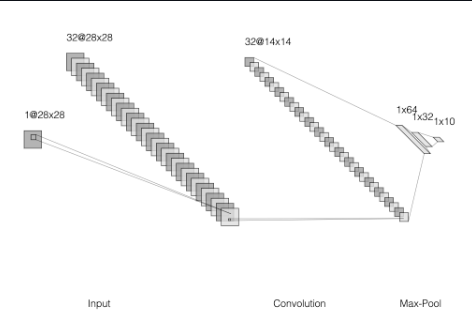 32@28x28
32@14x14
1@28x28
1x64
1x32
1x10
Input
Convolution
Max-Pool